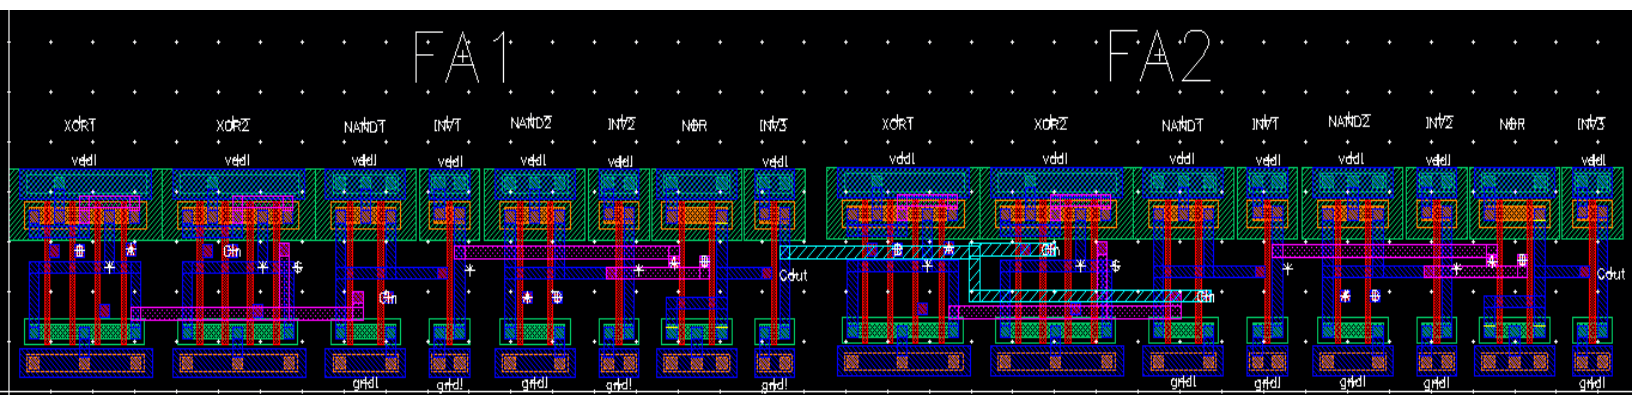 FA1 FA2
XOR1 XOR2 NAND1 INV1 NAND2 INV2 NOR INV3 XOR1 XOR2 NAND1 INV1 NAND2 INV2 NOR INV3
vdd! vdd! vdd! vdd! vdd! vdd! vdd! vdd! vdd! vdd! vdd! vdd! vdd! vdd! vdd! vdd!
B A Cin Y S Y A B B A Cin Y S Y A B
Y Y Cout Y Y Cout
Cin A B Cin A B
gnd! gnd! gnd! gnd! gnd! gnd! gnd! gnd! gnd! gnd! gnd!